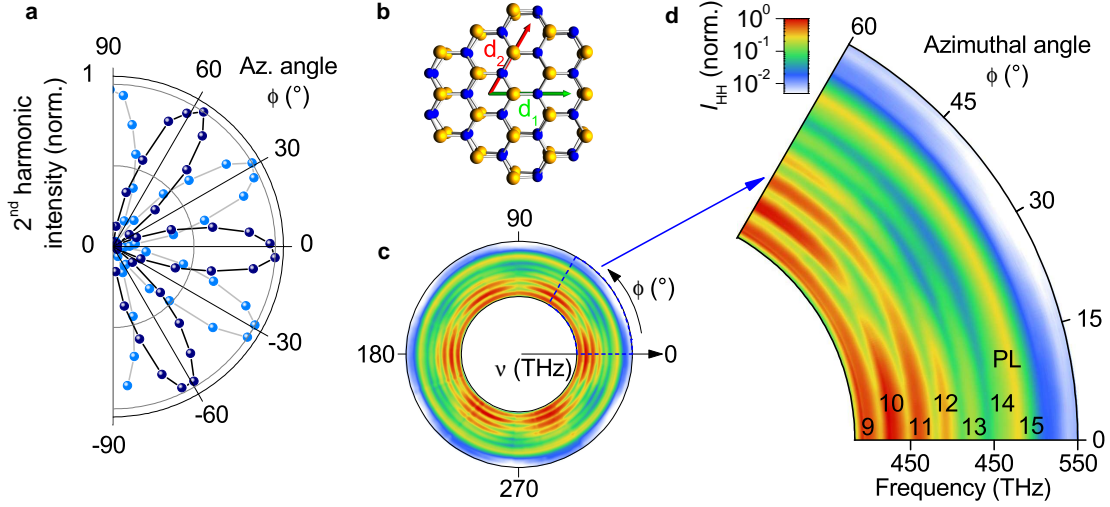 a
90
1
60
Az. angle
ϕ (°)
30
2nd harmonic
intensity (norm.)
0
0
-30
-60
-90
b
d2
d1
c
90
ϕ (°)
180
ν (THz)
0
270
d
IHH (norm.)
10^0
10^-1
10^-2
60
Azimuthal angle
ϕ (°)
45
30
15
PL
9
10
11
12
13
14
15
0
450
450
550
Frequency (THz)